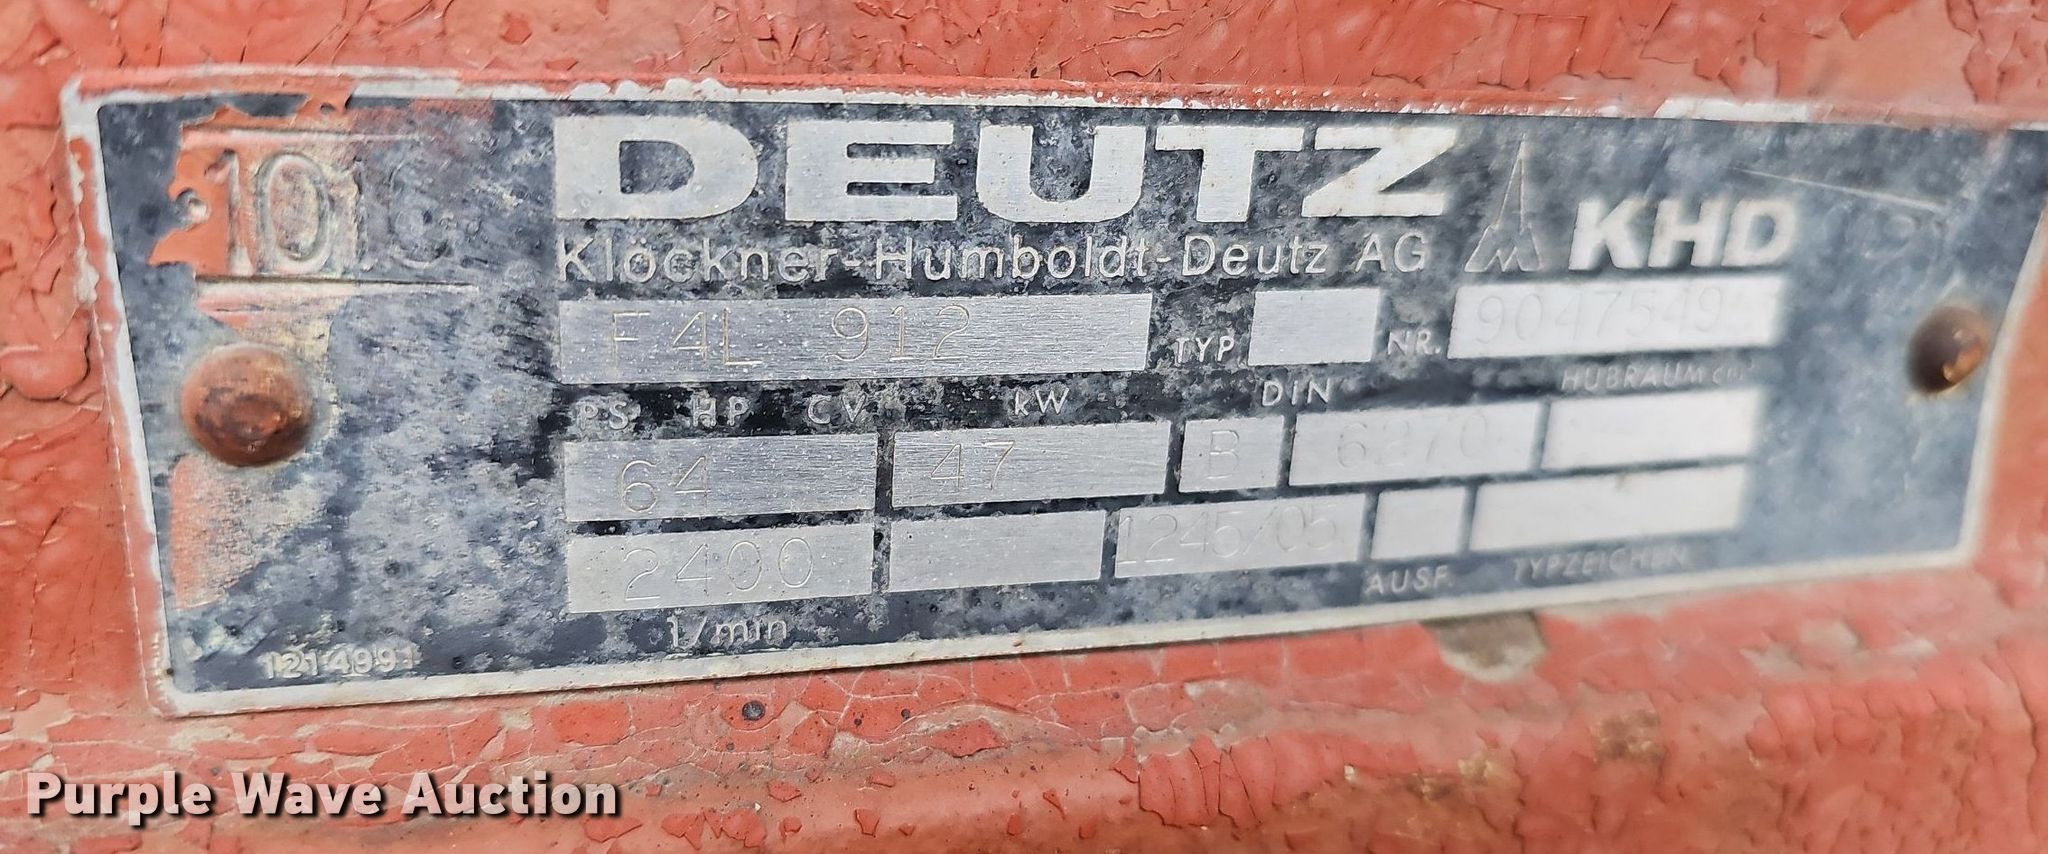 DEUTZ
Klöckner-Humboldt-Deutz AG KHD
F4L 912 TYP NR. 9047549
PS HP CV kW DIN HUBRAUM cm³
64 47 B 6270
2400 1245/05
1/min AUSF. TYPZEICHEN
1214991
Purple Wave Auction